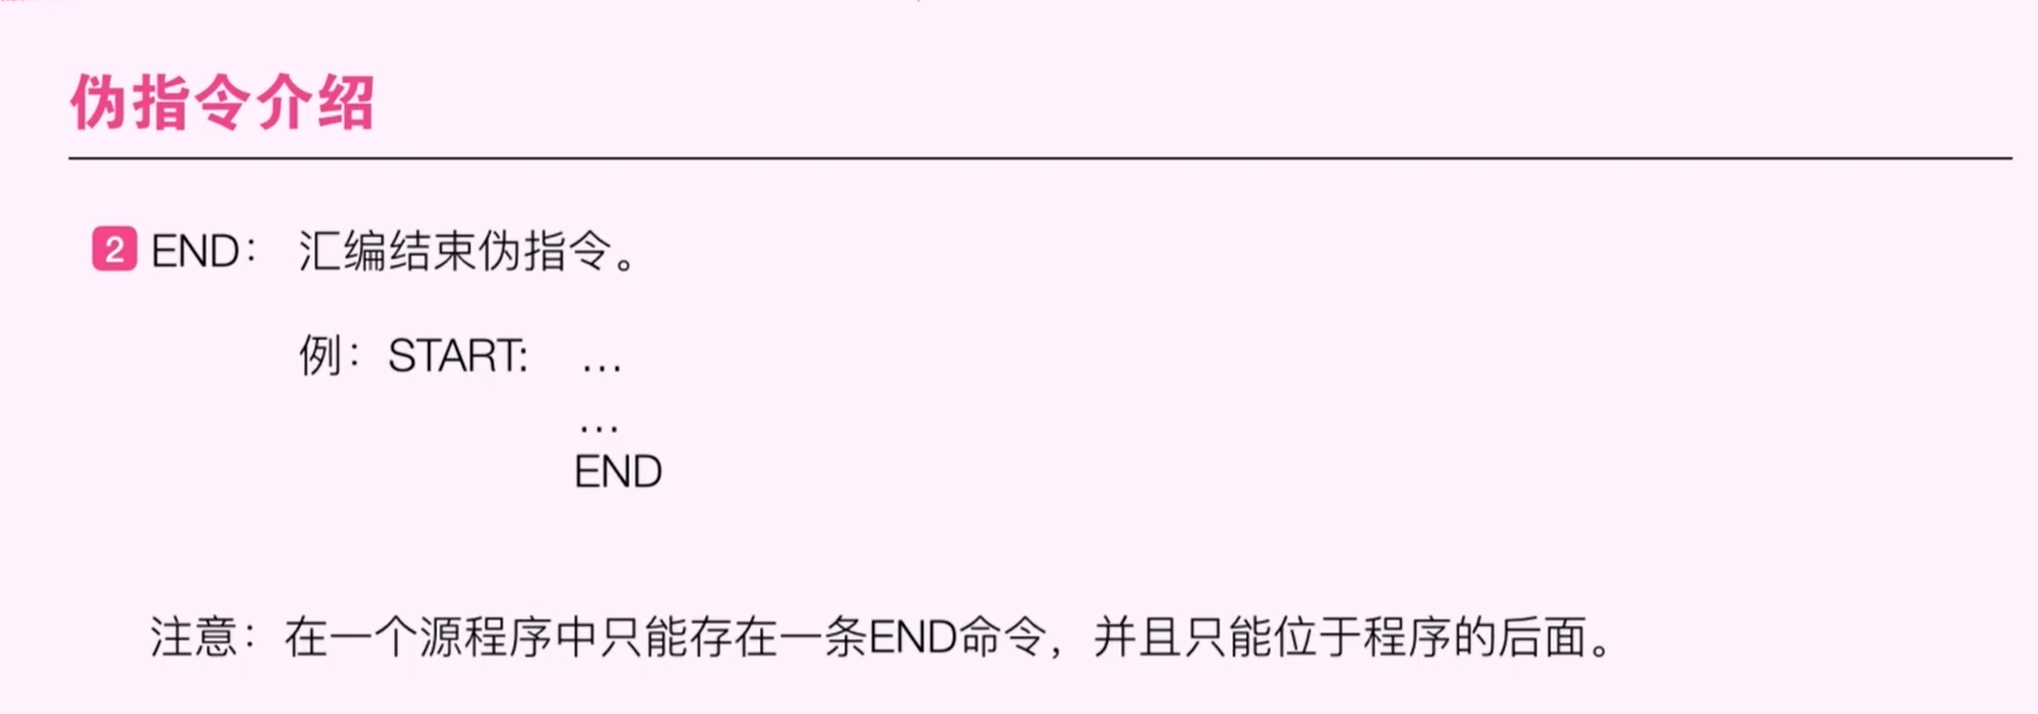 伪指令介绍
2 END： 汇编结束伪指令。
例：START: …
…
END
注意：在一个源程序中只能存在一条END命令，并且只能位于程序的后面。